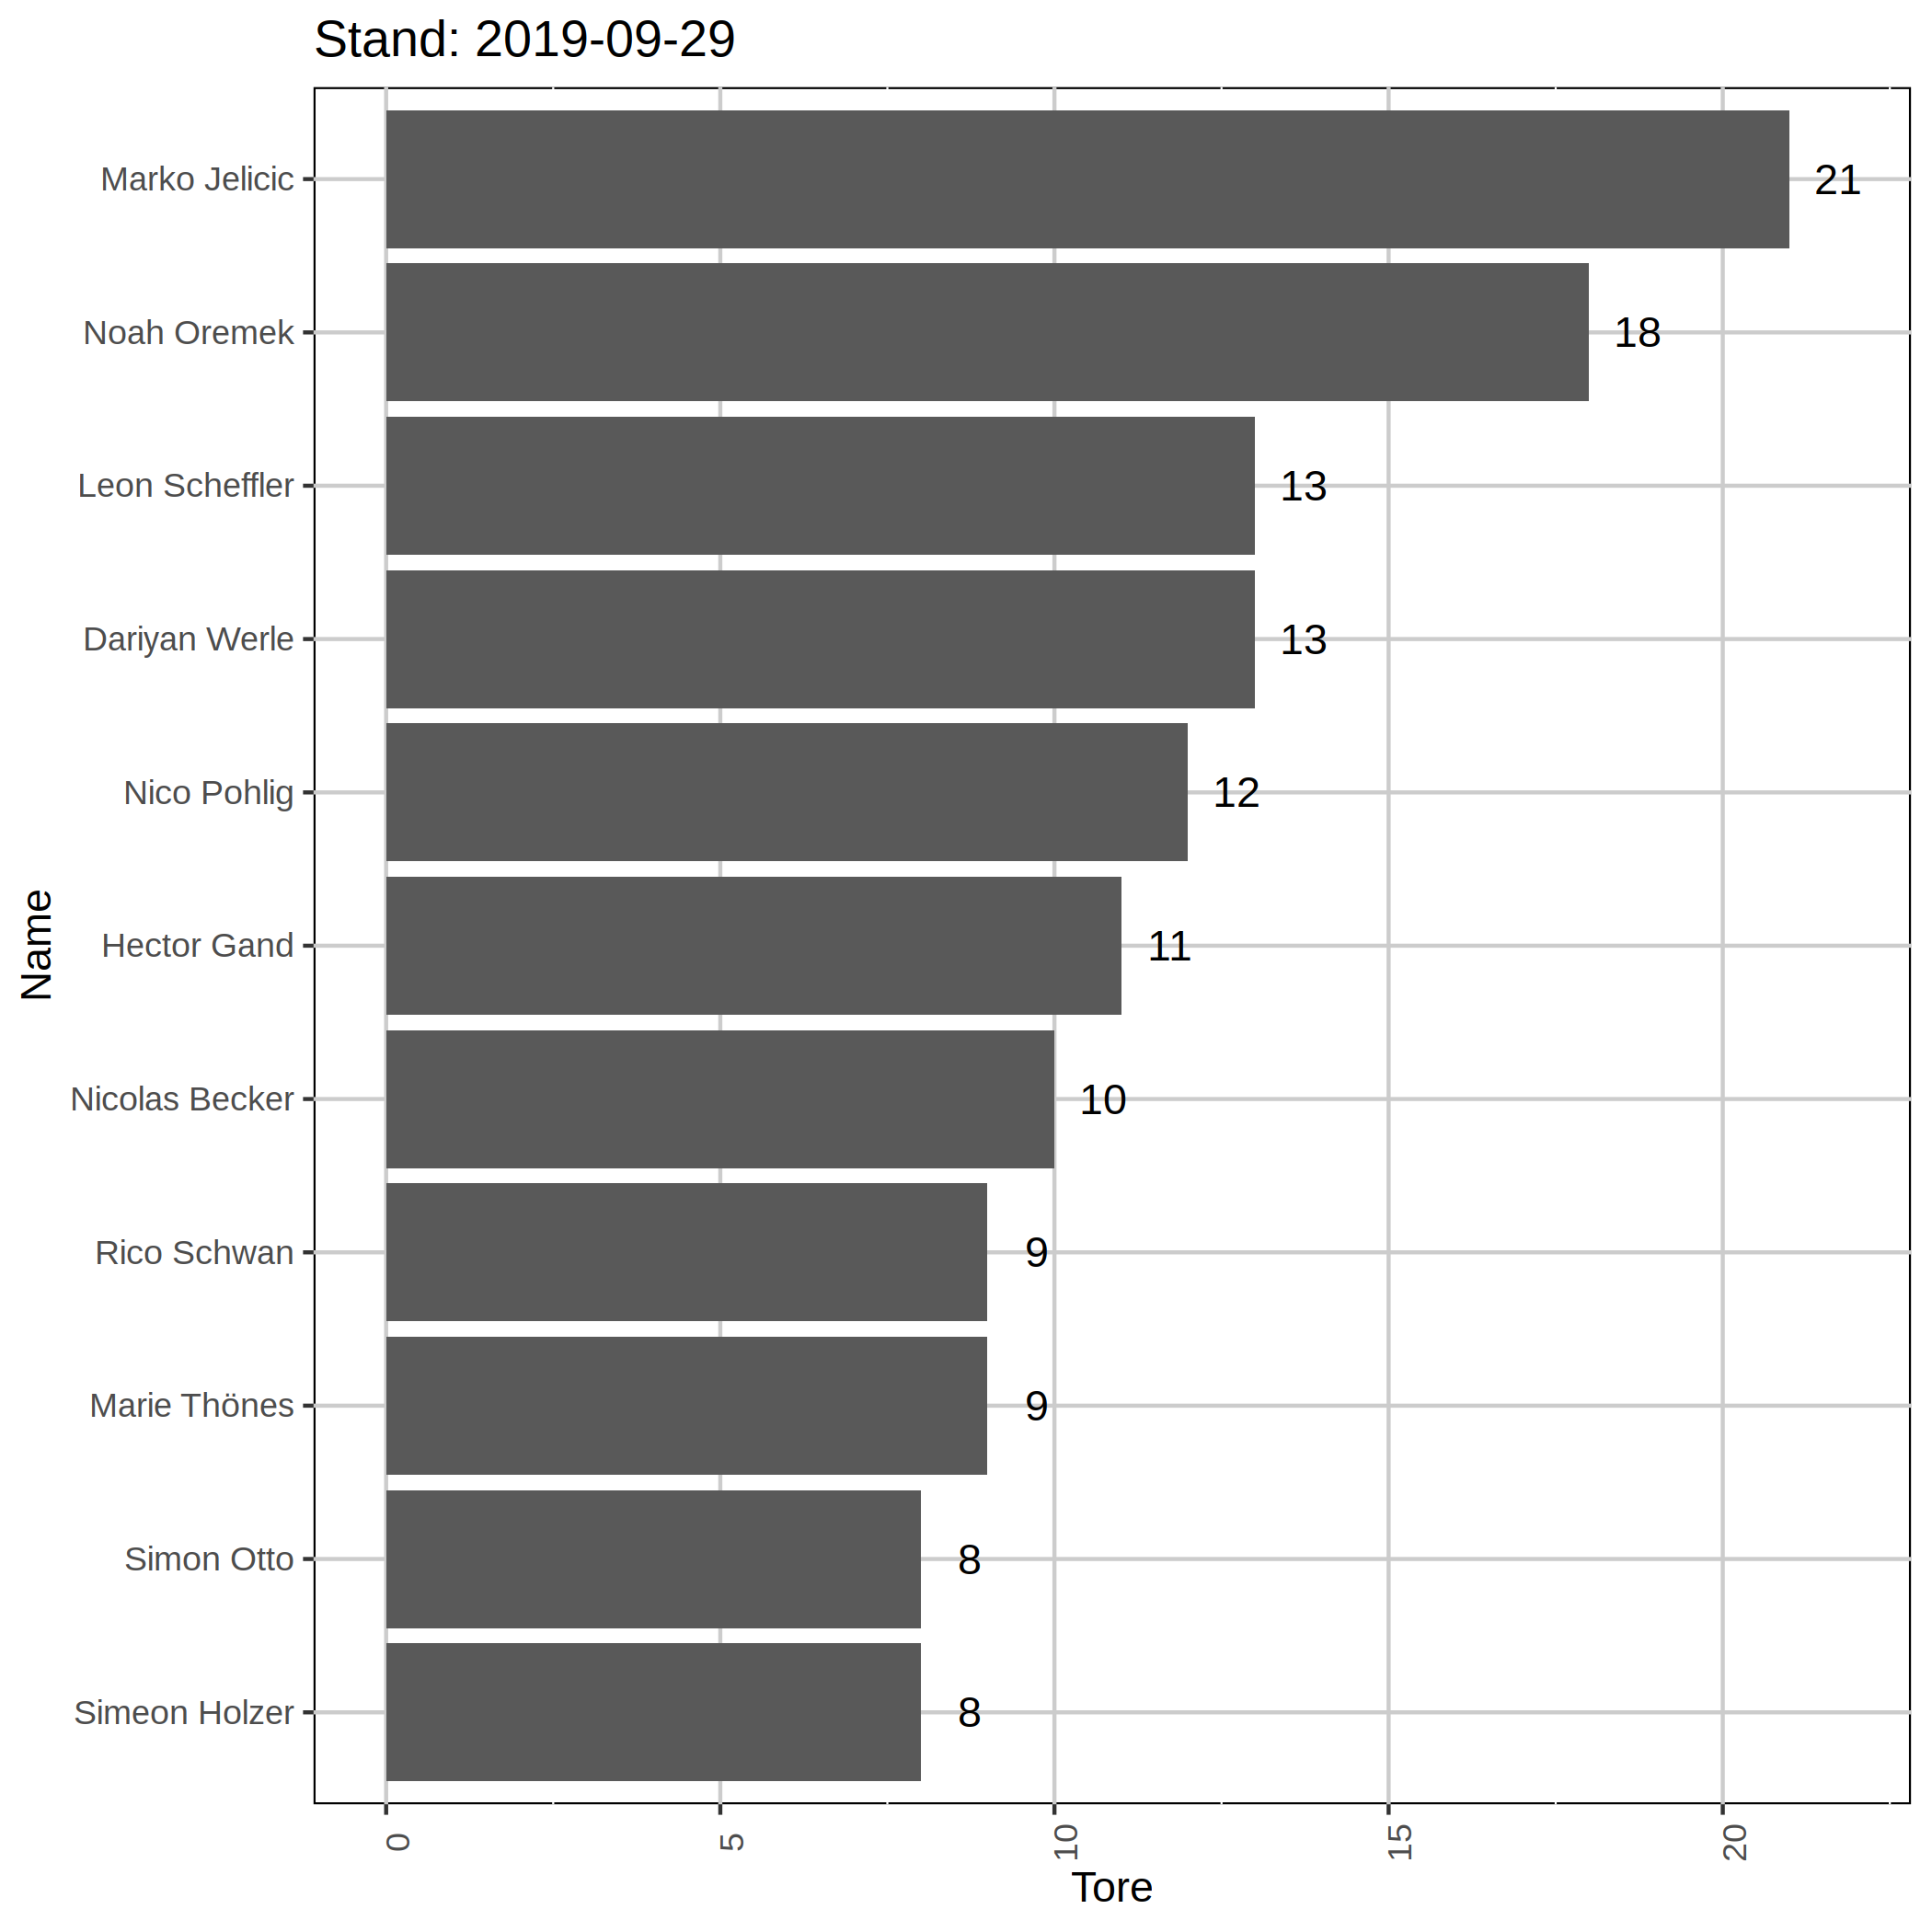 Stand: 2019-09-29
Name
Marko Jelicic 21
Noah Oremek 18
Leon Scheffler 13
Dariyan Werle 13
Nico Pohlig 12
Hector Gand 11
Nicolas Becker 10
Rico Schwan 9
Marie Thönes 9
Simon Otto 8
Simeon Holzer 8
0 5 10 15 20
Tore